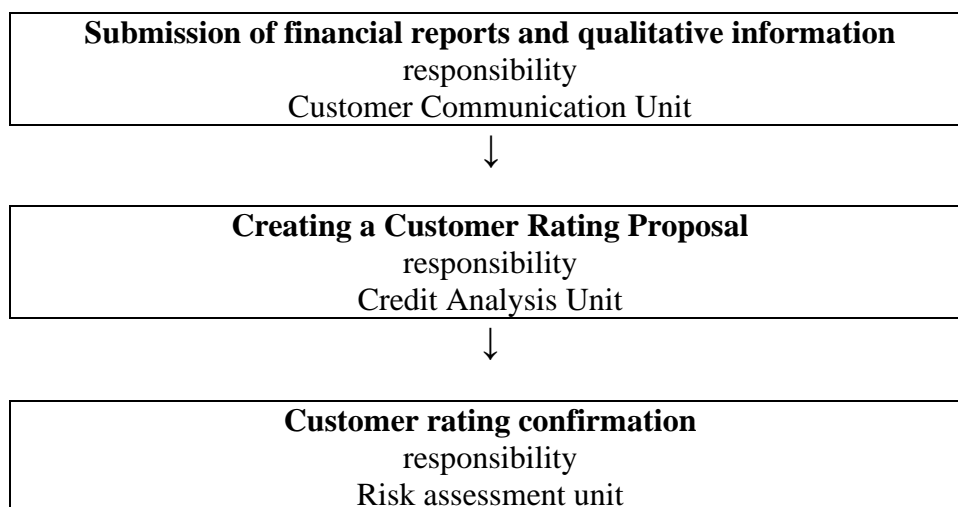 Submission of financial reports and qualitative information
responsibility
Customer Communication Unit
↓
Creating a Customer Rating Proposal
responsibility
Credit Analysis Unit
↓
Customer rating confirmation
responsibility
Risk assessment unit